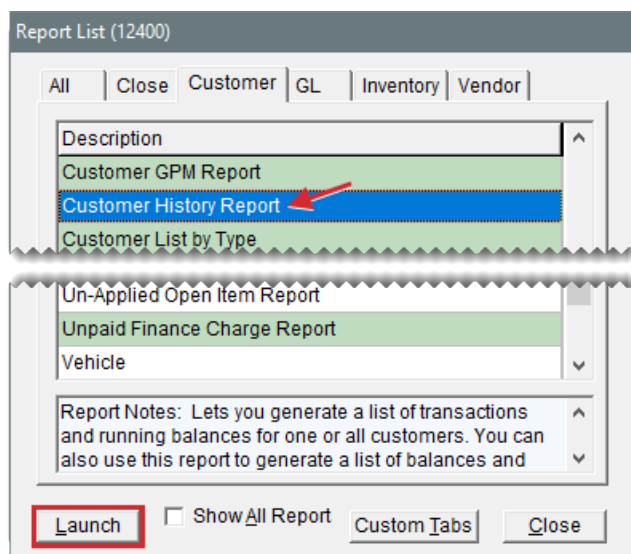 Report List (12400)
All Close Customer GL Inventory Vendor
Description
Customer GPM Report
Customer History Report
Customer List by Type
Un-Applied Open Item Report
Unpaid Finance Charge Report
Vehicle
Report Notes: Lets you generate a list of transactions
and running balances for one or all customers. You can
also use this report to generate a list of balances and
Launch Show All Report Custom Tabs Close